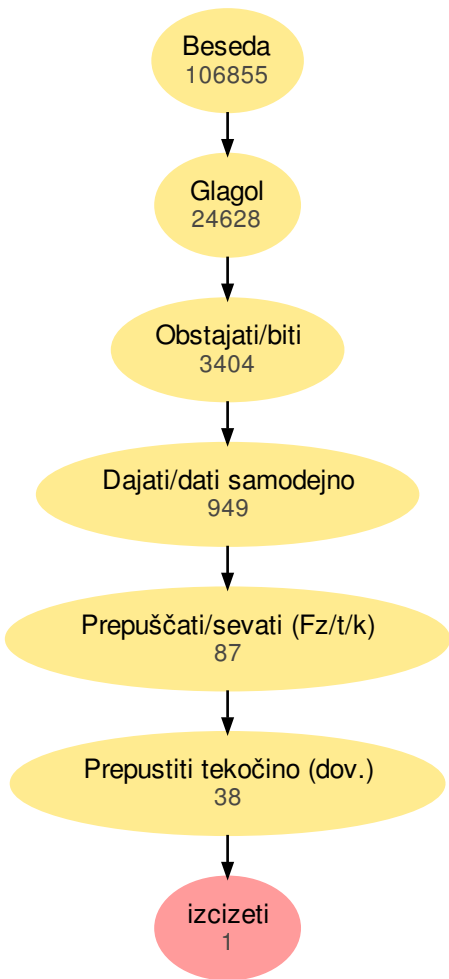 Beseda
106855
Glagol
24628
Obstajati/biti
3404
Dajati/dati samodejno
949
Prepuščati/sevati (Fz/t/k)
87
Prepustiti tekočino (dov.)
38
izcizeti
1